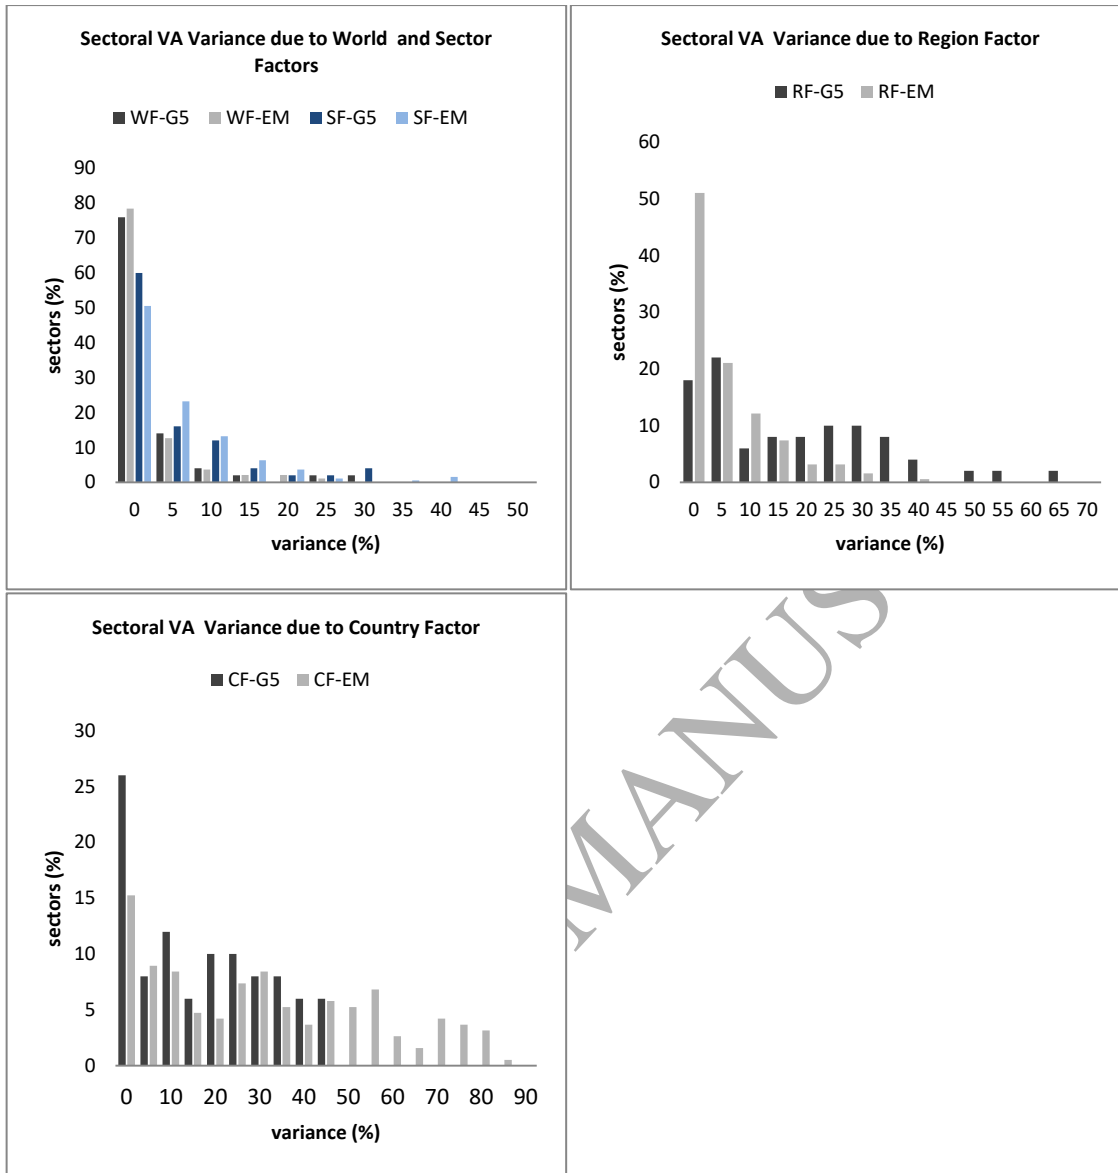 Sectoral VA Variance due to World and Sector
Factors
WF-G5 WF-EM SF-G5 SF-EM
90
80
70
60
50
40
30
20
10
0
sectors (%)
0 5 10 15 20 25 30 35 40 45 50
variance (%)
Sectoral VA Variance due to Region Factor
RF-G5 RF-EM
60
50
40
30
20
10
0
sectors (%)
0 5 10 15 20 25 30 35 40 45 50 55 60 65 70
variance (%)
Sectoral VA Variance due to Country Factor
CF-G5 CF-EM
30
25
20
15
10
5
0
sectors (%)
0 10 20 30 40 50 60 70 80 90
variance (%)
MANUS